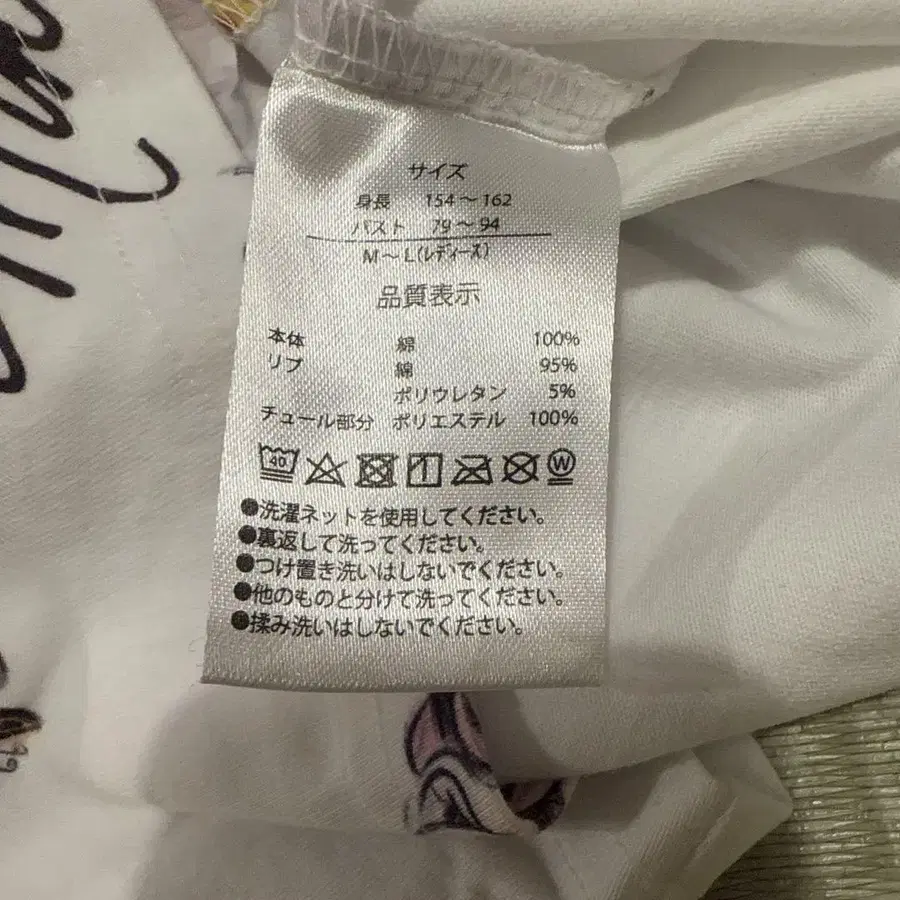 サイズ
身長 154～162
バスト 79～94
M～L(レディース)
品質表示
本体 綿 100%
リブ 綿 95%
ポリウレタン 5%
チュール部分 ポリエステル 100%
40 W
●洗濯ネットを使用してください。
●裏返して洗ってください。
●つけ置き洗いはしないでください。
●他のものと分けて洗ってください。
●揉み洗いはしないでください。